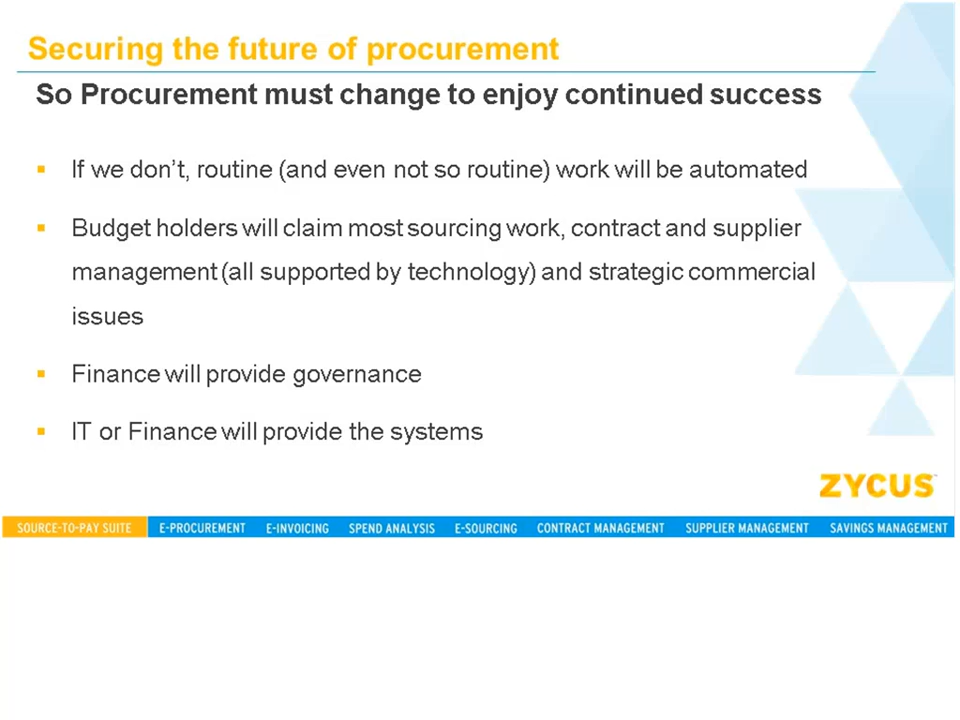 Securing the future of procurement
So Procurement must change to enjoy continued success
▪ If we don't, routine (and even not so routine) work will be automated
▪ Budget holders will claim most sourcing work, contract and supplier
management (all supported by technology) and strategic commercial
issues
▪ Finance will provide governance
▪ IT or Finance will provide the systems
ZYCUS
SOURCE-TO-PAY SUITE E-PROCUREMENT E-INVOICING SPEND ANALYSIS E-SOURCING CONTRACT MANAGEMENT SUPPLIER MANAGEMENT SAVINGS MANAGEMENT